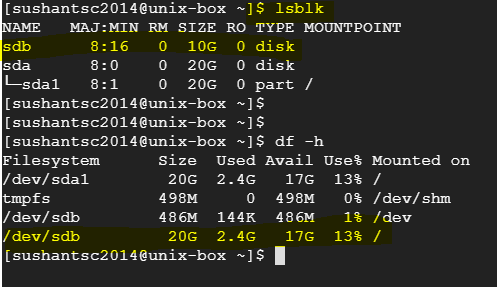 [sushantsc2014@unix-box ~]$ lsblk
NAME   MAJ:MIN RM SIZE RO TYPE MOUNTPOINT
sdb      8:16   0  10G  0 disk
sda      8:0    0  20G  0 disk
└─sda1   8:1    0  20G  0 part /
[sushantsc2014@unix-box ~]$
[sushantsc2014@unix-box ~]$
[sushantsc2014@unix-box ~]$ df -h
Filesystem      Size  Used Avail Use% Mounted on
/dev/sda1        20G  2.4G   17G  13% /
tmpfs           498M     0  498M   0% /dev/shm
/dev/sdb        486M  144K  486M   1% /dev
/dev/sdb         20G  2.4G   17G  13% /
[sushantsc2014@unix-box ~]$